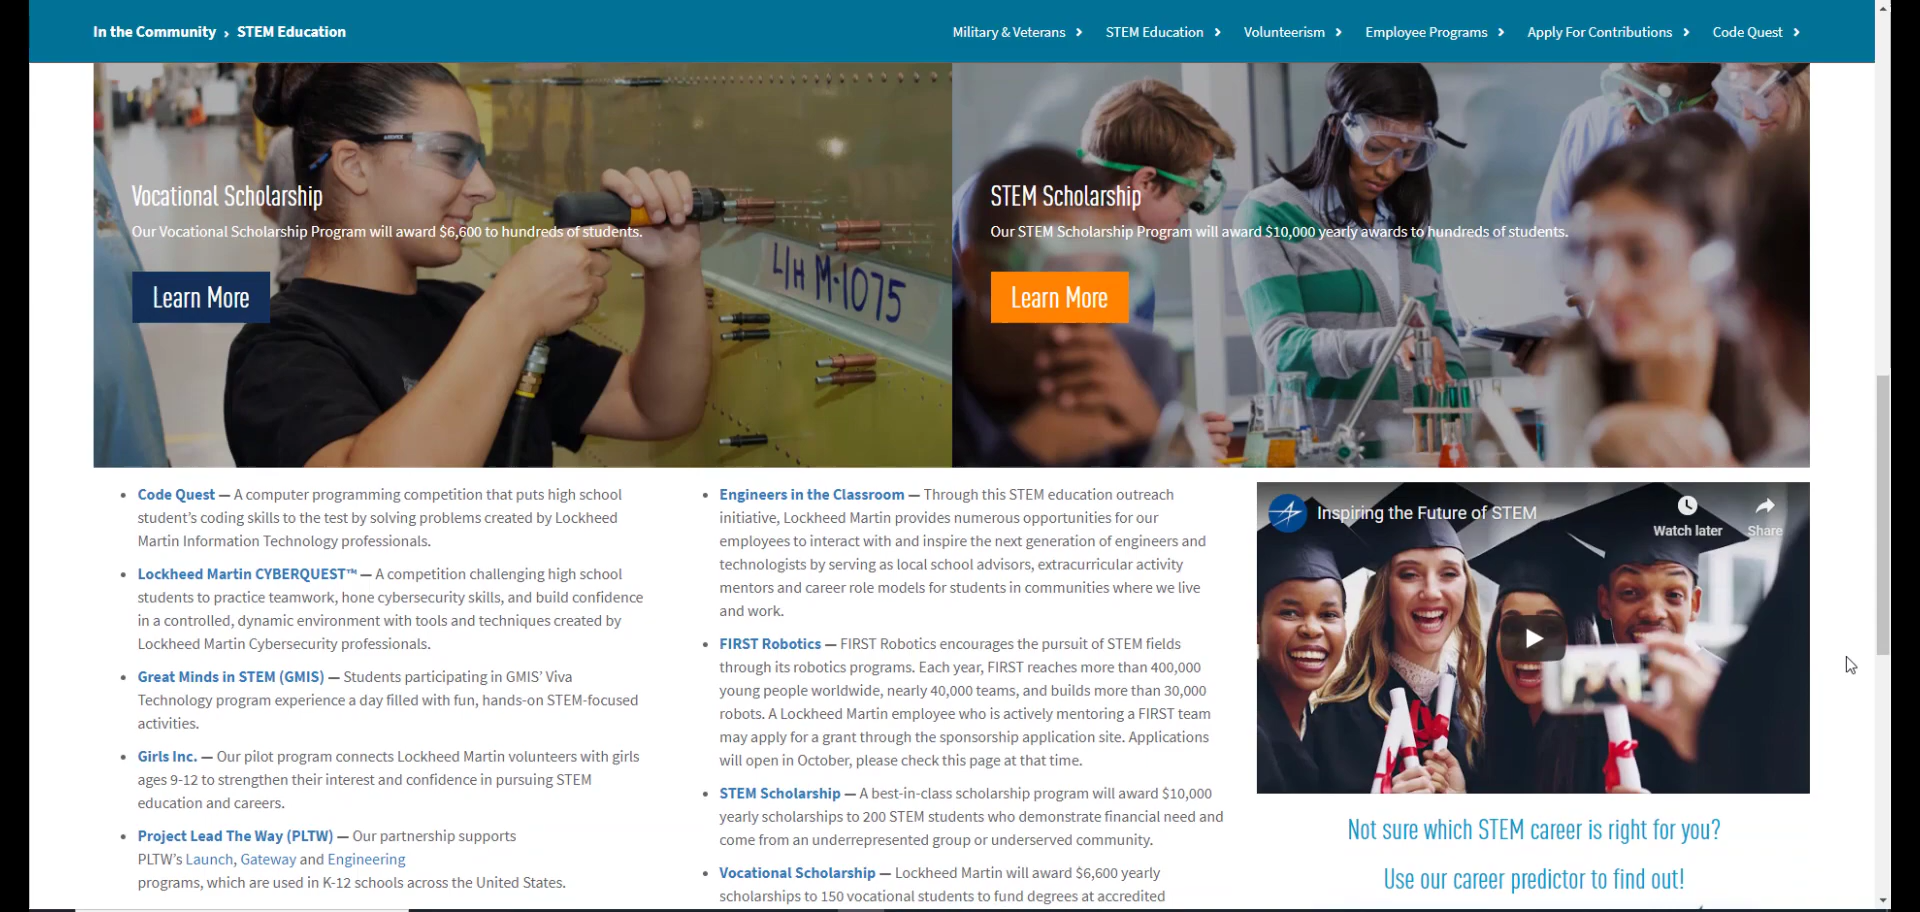 In the Community › STEM Education
Military & Veterans
STEM Education
Volunteerism
Employee Programs
Apply For Contributions
Code Quest
Vocational Scholarship
Our Vocational Scholarship Program will award $6,600 to hundreds of students.
Learn More
L/H M-1075
STEM Scholarship
Our STEM Scholarship Program will award $10,000 yearly awards to hundreds of students.
Learn More
• Code Quest — A computer programming competition that puts high school
student’s coding skills to the test by solving problems created by Lockheed
Martin Information Technology professionals.
• Lockheed Martin CYBERQUEST™ — A competition challenging high school
students to practice teamwork, hone cybersecurity skills, and build confidence
in a controlled, dynamic environment with tools and techniques created by
Lockheed Martin Cybersecurity professionals.
• Great Minds in STEM (GMIS) — Students participating in GMIS’ Viva
Technology program experience a day filled with fun, hands-on STEM-focused
activities.
• Girls Inc. — Our pilot program connects Lockheed Martin volunteers with girls
ages 9-12 to strengthen their interest and confidence in pursuing STEM
education and careers.
• Project Lead The Way (PLTW) — Our partnership supports
PLTW’s Launch, Gateway and Engineering
programs, which are used in K-12 schools across the United States.
• Engineers in the Classroom — Through this STEM education outreach
initiative, Lockheed Martin provides numerous opportunities for our
employees to interact with and inspire the next generation of engineers and
technologists by serving as local school advisors, extracurricular activity
mentors and career role models for students in communities where we live
and work.
• FIRST Robotics — FIRST Robotics encourages the pursuit of STEM fields
through its robotics programs. Each year, FIRST reaches more than 400,000
young people worldwide, nearly 40,000 teams, and builds more than 30,000
robots. A Lockheed Martin employee who is actively mentoring a FIRST team
may apply for a grant through the sponsorship application site. Applications
will open in October, please check this page at that time.
• STEM Scholarship — A best-in-class scholarship program will award $10,000
yearly scholarships to 200 STEM students who demonstrate financial need and
come from an underrepresented group or underserved community.
• Vocational Scholarship — Lockheed Martin will award $6,600 yearly
scholarships to 150 vocational students to fund degrees at accredited
Inspiring the Future of STEM
Watch later
Share
Not sure which STEM career is right for you?
Use our career predictor to find out!